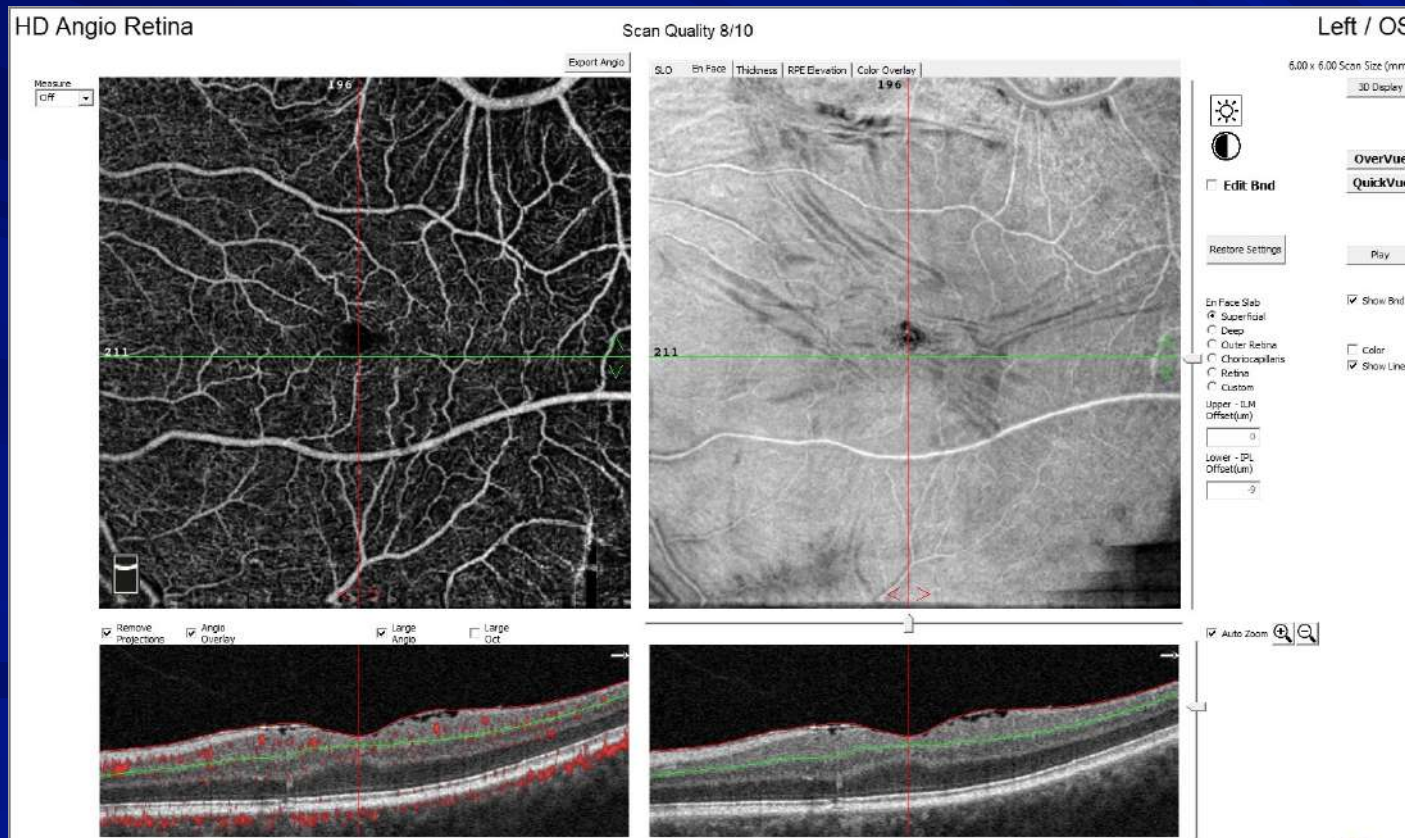 HD Angio Retina
Scan Quality 8/10
Left / OS
Export Angio
SLO En Face Thickness RPE Elevation Color Overlay
6.00 x 6.00 Scan Size (mm
Measure
Off
196
196
3D Display
OverVue
QuickVue
Edit Bnd
Restore Settings
Play
En Face Slab
Superficial
Deep
Outer Retina
Choriocapillaris
Retina
Custom
Show Bnd
Color
Show Line
211
211
Upper - ILM
Offset(um)
0
Lower - IPL
Offset(um)
-9
Remove
Projections
Angio
Overlay
Large
Angio
Large
Oct
Auto Zoom